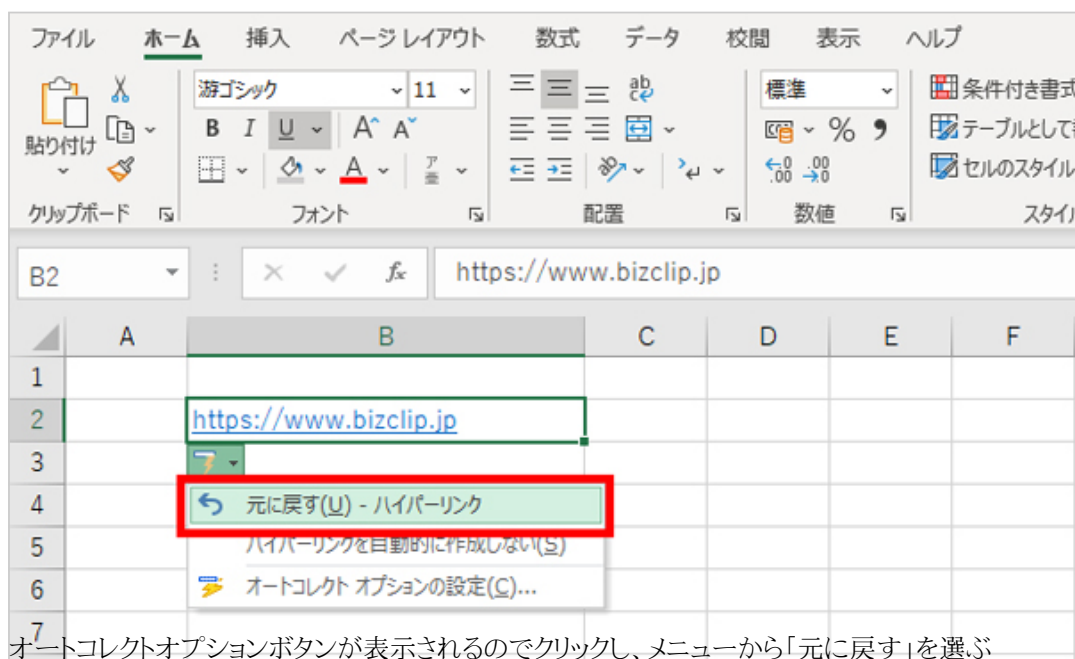 ファイル ホーム 挿入 ページ レイアウト 数式 データ 校閲 表示 ヘルプ
游ゴシック 11 標準 条件付き書式
貼り付け B I U A A % 9 テーブルとして
ア 亜 セルのスタイル
クリップボード フォント 配置 数値 スタイ
B2 fx https://www.bizclip.jp
A B C D E F
1
2 https://www.bizclip.jp
3
4 元に戻す(U) - ハイパーリンク
5 ハイパーリンクを自動的に作成しない(S)
6 オートコレクト オプションの設定(C)...
7
オートコレクトオプションボタンが表示されるのでクリックし、メニューから「元に戻す」を選ぶ